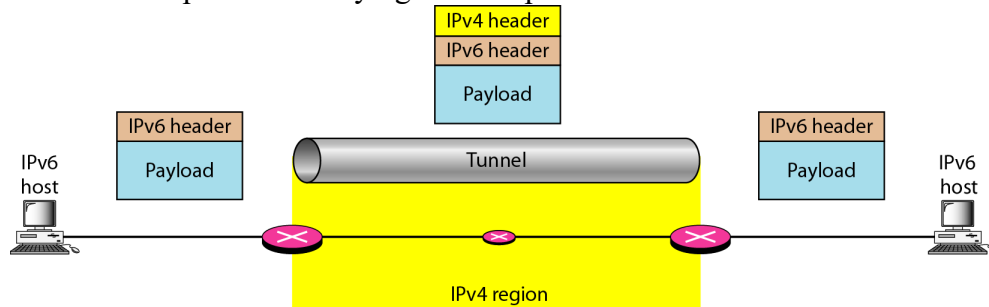 IPv4 header
IPv6 header
Payload
IPv6 header
Payload
IPv6 header
Payload
Tunnel
IPv6
host
IPv6
host
IPv4 region